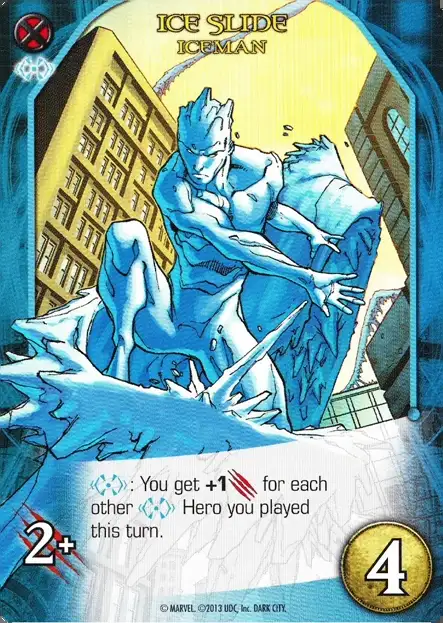 ICE SLIDE
ICEMAN
: You get +1 for each
other Hero you played
this turn.
2+
4
© MARVEL. ©2013 UDC, Inc. DARK CITY.